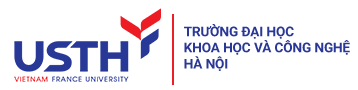 USTH
VIETNAM FRANCE UNIVERSITY
TRƯỜNG ĐẠI HỌC
KHOA HỌC VÀ CÔNG NGHỆ
HÀ NỘI